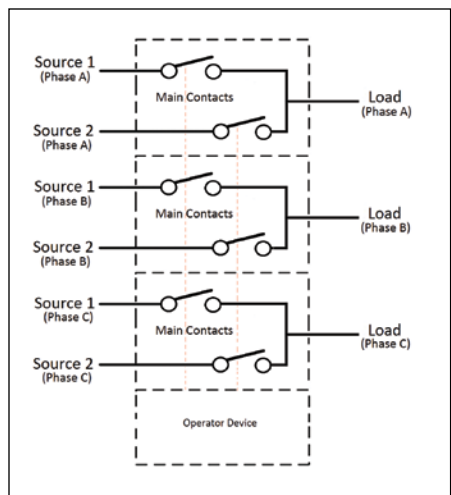 Source 1
(Phase A)
Main Contacts
Load
(Phase A)
Source 2
(Phase A)
Source 1
(Phase B)
Main Contacts
Load
(Phase B)
Source 2
(Phase B)
Source 1
(Phase C)
Main Contacts
Load
(Phase C)
Source 2
(Phase C)
Operator Device